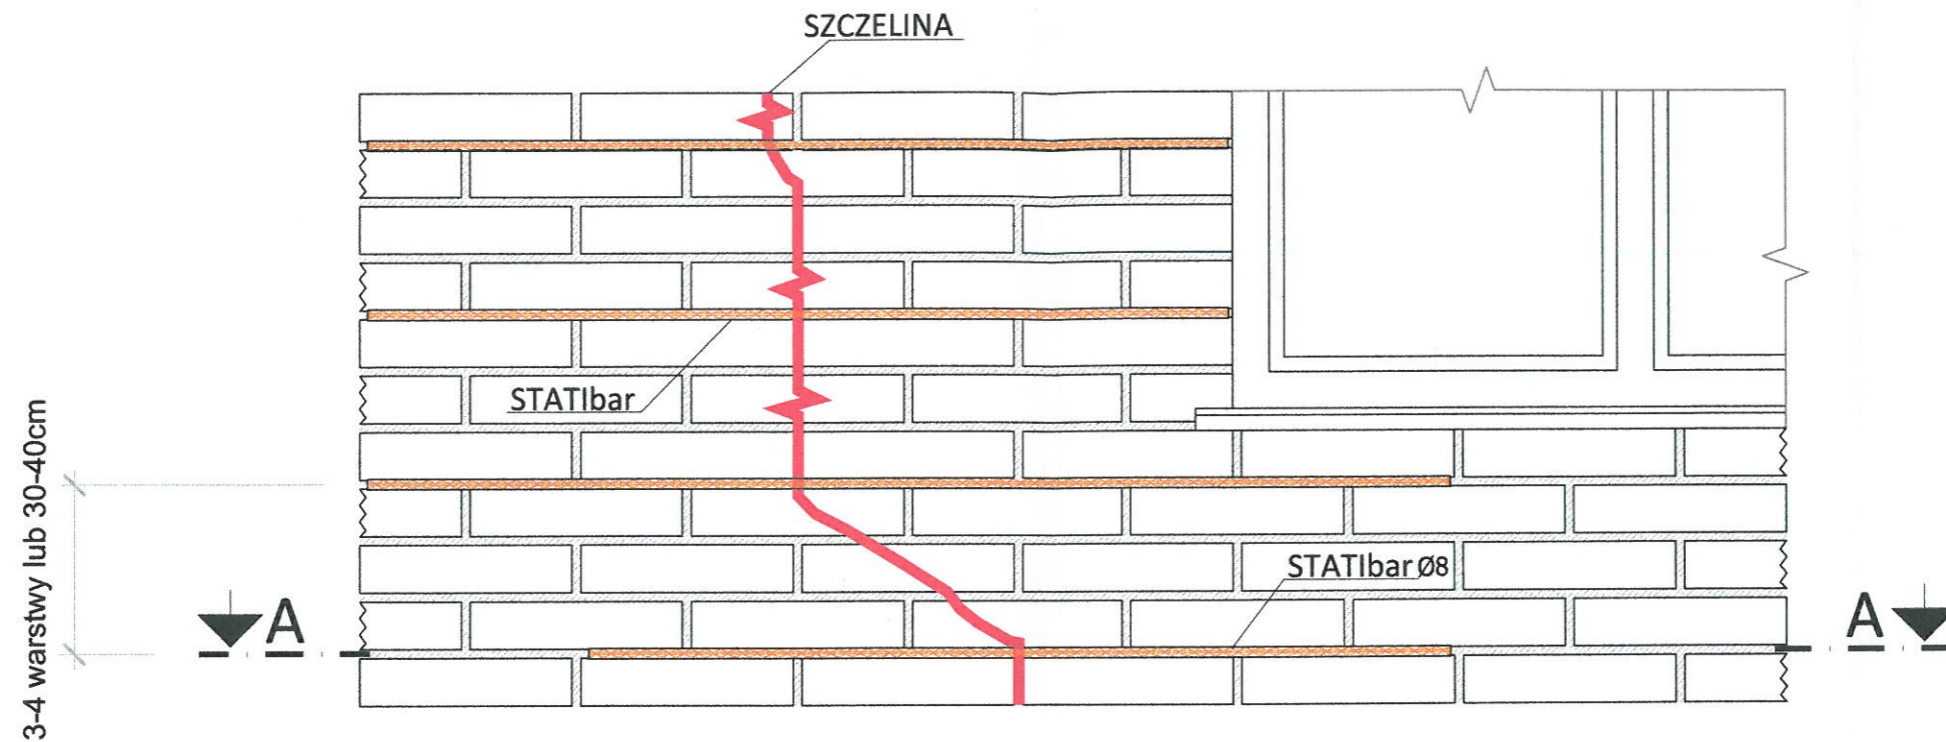 SZCZELINA
STATIbar
3-4 warstwy lub 30-40cm
STATIbar Ø8
A
A